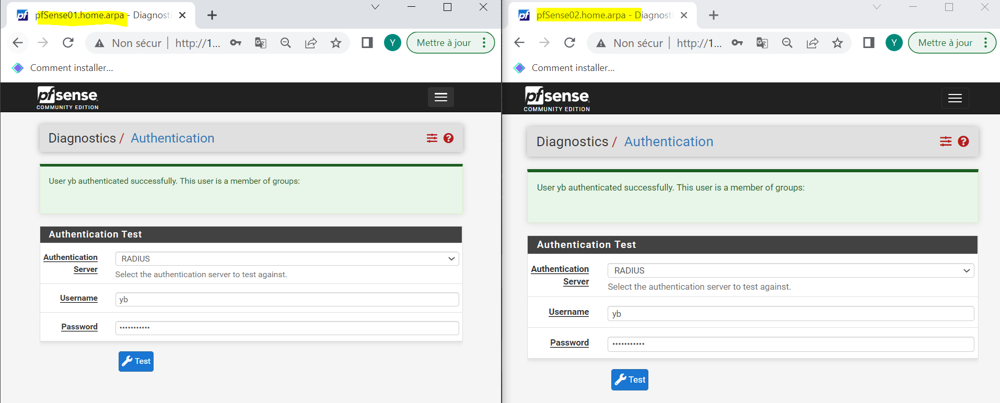 pfSense01.home.arpa - Diagnosti
Non sécur
http://1...
Y
Mettre à jour
Comment installer...
pfsense
COMMUNITY EDITION
Diagnostics / Authentication
User yb authenticated successfully. This user is a member of groups:
Authentication Test
Authentication
Server
RADIUS
Select the authentication server to test against.
Username
yb
Password
•••••••••••
Test
pfSense02.home.arpa - Diagnosti
Non sécur
http://1...
Y
Mettre à jour
Comment installer...
pfsense
COMMUNITY EDITION
Diagnostics / Authentication
User yb authenticated successfully. This user is a member of groups:
Authentication Test
Authentication
Server
RADIUS
Select the authentication server to test against.
Username
yb
Password
•••••••••••
Test